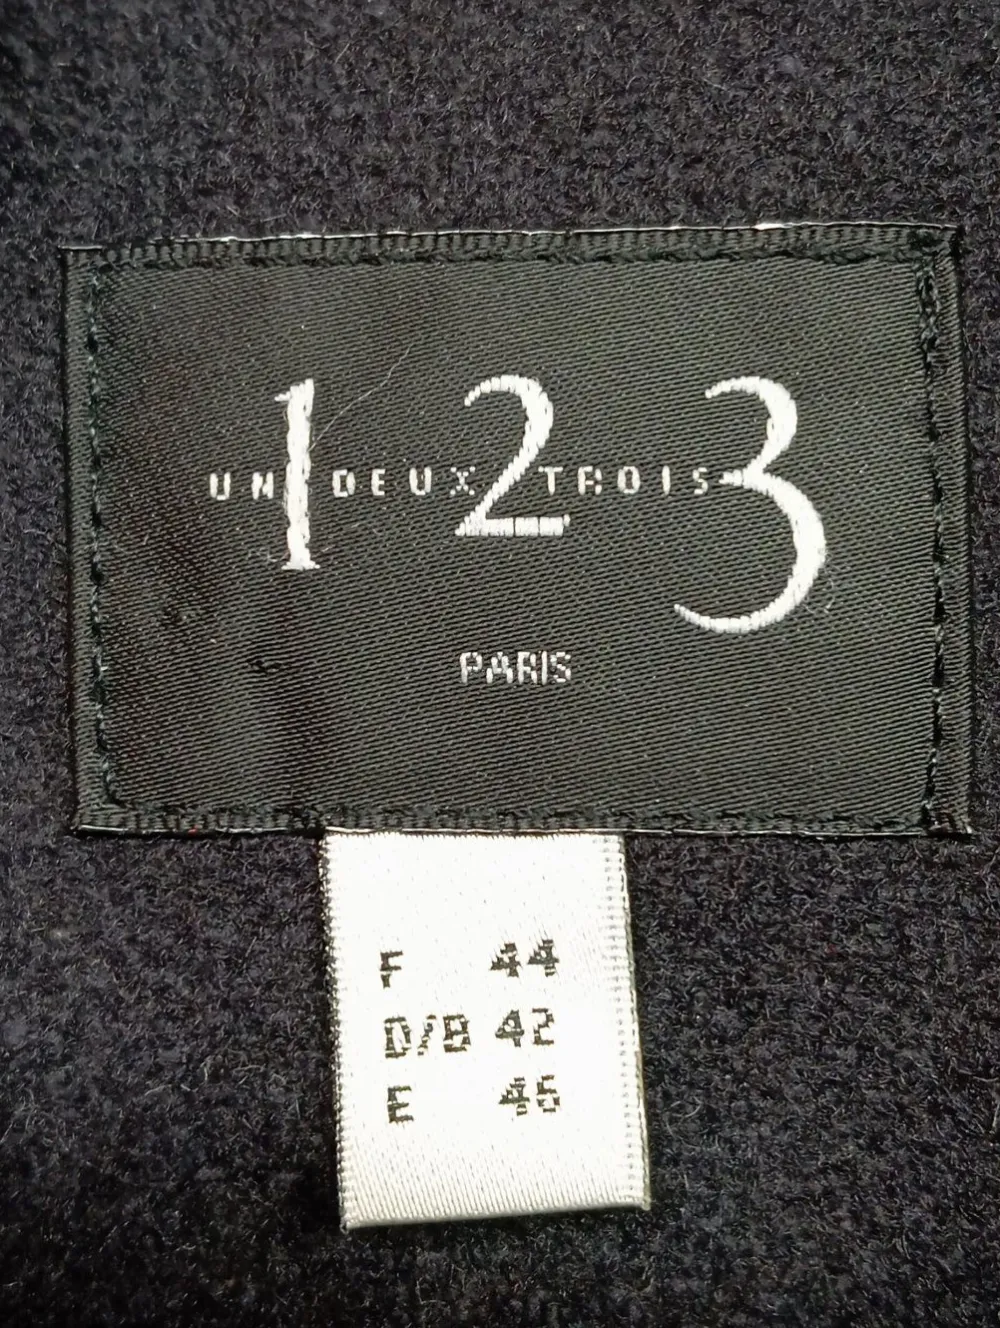 UN 1 DEUX 2 TROIS 3
PARIS
F 44
D/B 42
E 46